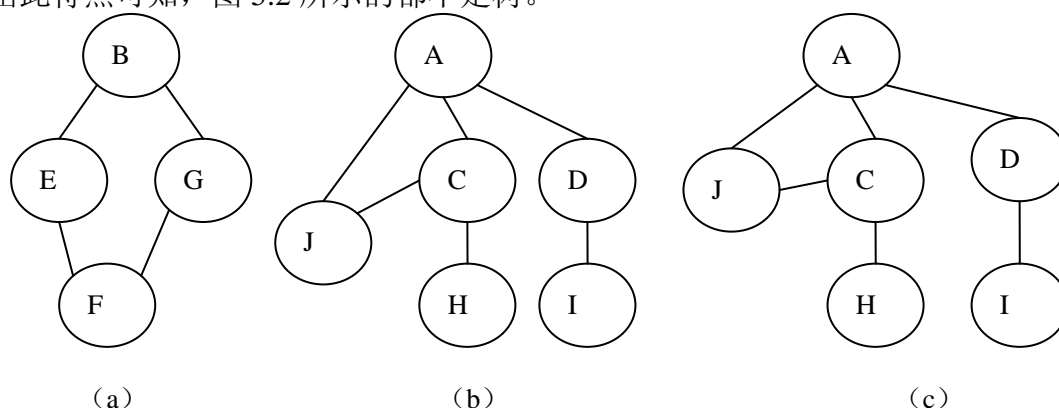 由此特点可知，图 5.2 所示的都不是树。
B A A
E G C D J C D
J
F H I H I
（a） （b） （c）